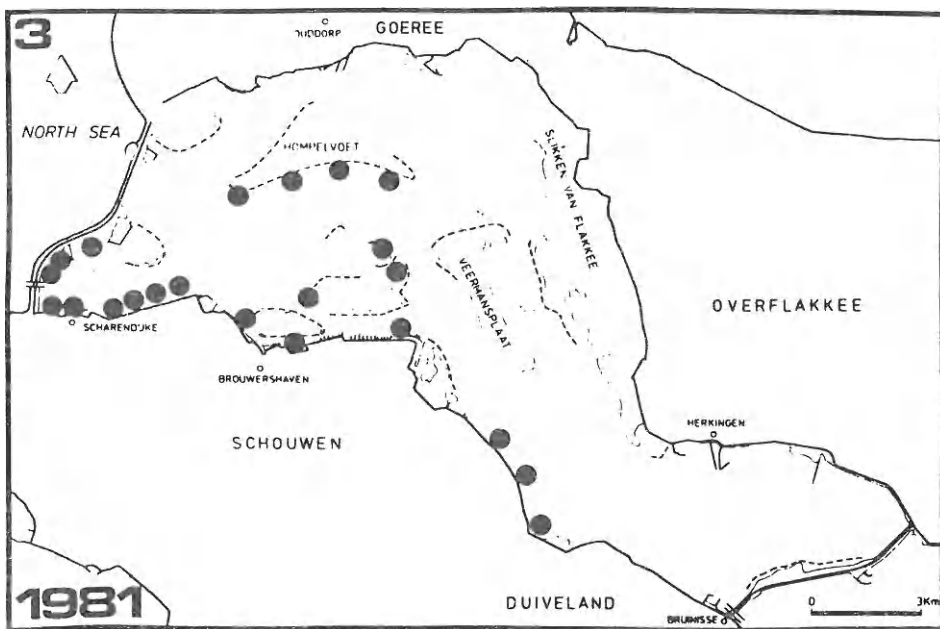 3
GOEREE
NORTH SEA
HOMPELVOET
SLIKKEN VAN FLAKKEE
VEERMANSPLAAT
OVERFLAKKEE
SCHARENDIJKE
BROUWERSHAVEN
SCHOUWEN
HERKINGEN
1981
DUIVELAND
BRUINISSE
0 3Km